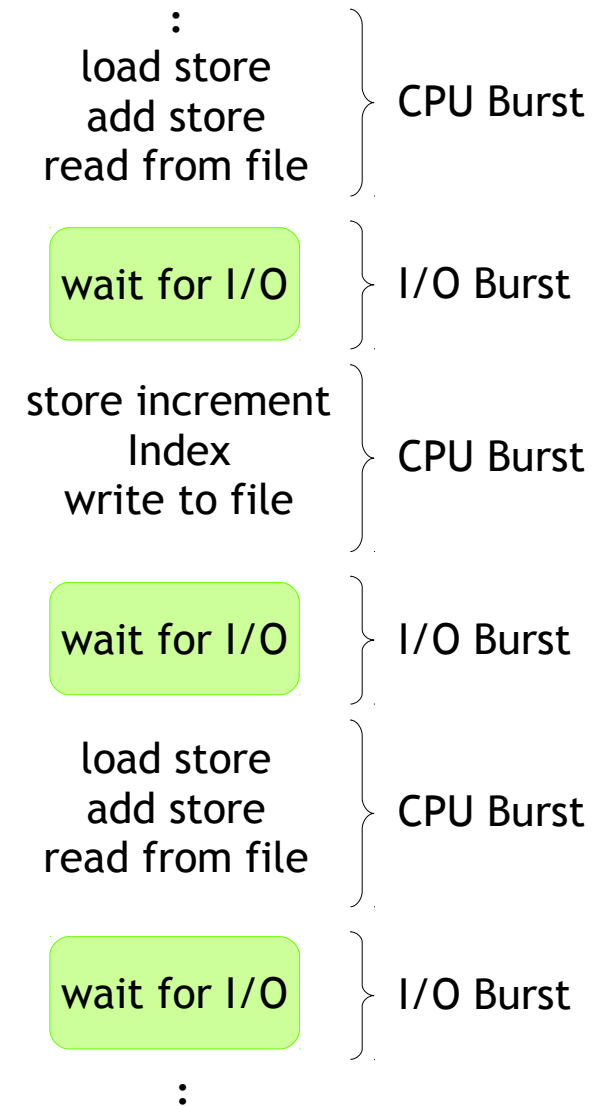 :
load store
add store
read from file
CPU Burst
wait for I/O
I/O Burst
store increment
Index
write to file
CPU Burst
wait for I/O
I/O Burst
load store
add store
read from file
CPU Burst
wait for I/O
I/O Burst
: